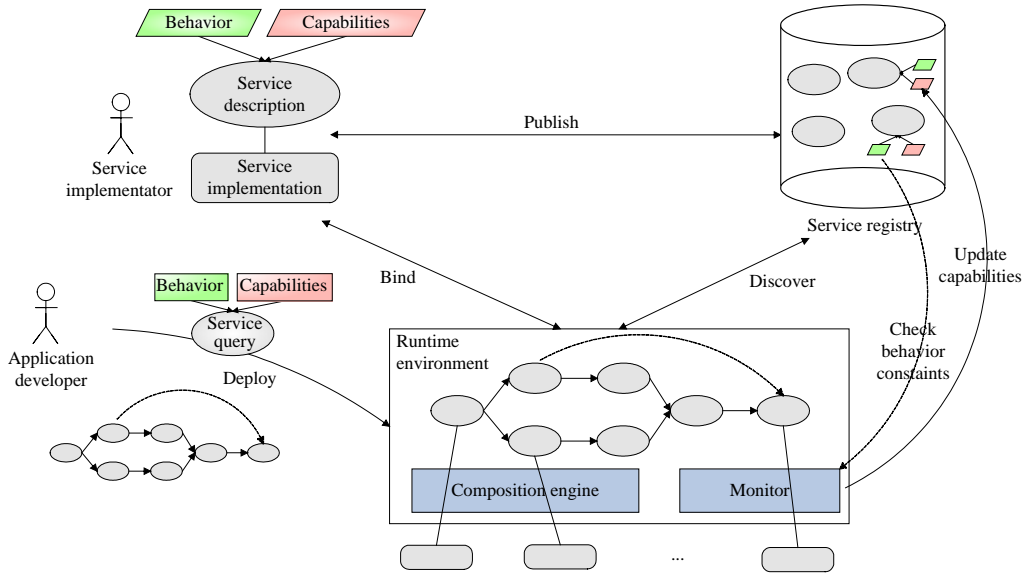 Behavior
Capabilities
Service
description
Service
implementation
Service
implementator
Publish
Service registry
Bind
Discover
Update
capabilities
Behavior
Capabilities
Service
query
Application
developer
Deploy
Runtime
environment
Check
behavior
constaints
Composition engine
Monitor
...